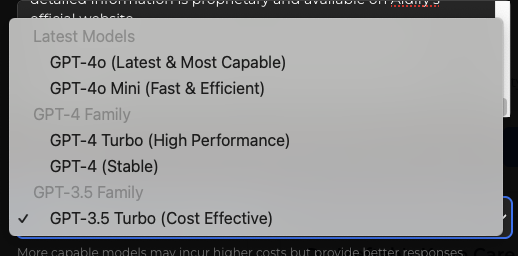 detailed information is proprietary and available on Aidify's
official website.
Latest Models
GPT-4o (Latest & Most Capable)
GPT-4o Mini (Fast & Efficient)
GPT-4 Family
GPT-4 Turbo (High Performance)
GPT-4 (Stable)
GPT-3.5 Family
✓ GPT-3.5 Turbo (Cost Effective)
More capable models may incur higher costs but provide better responses.